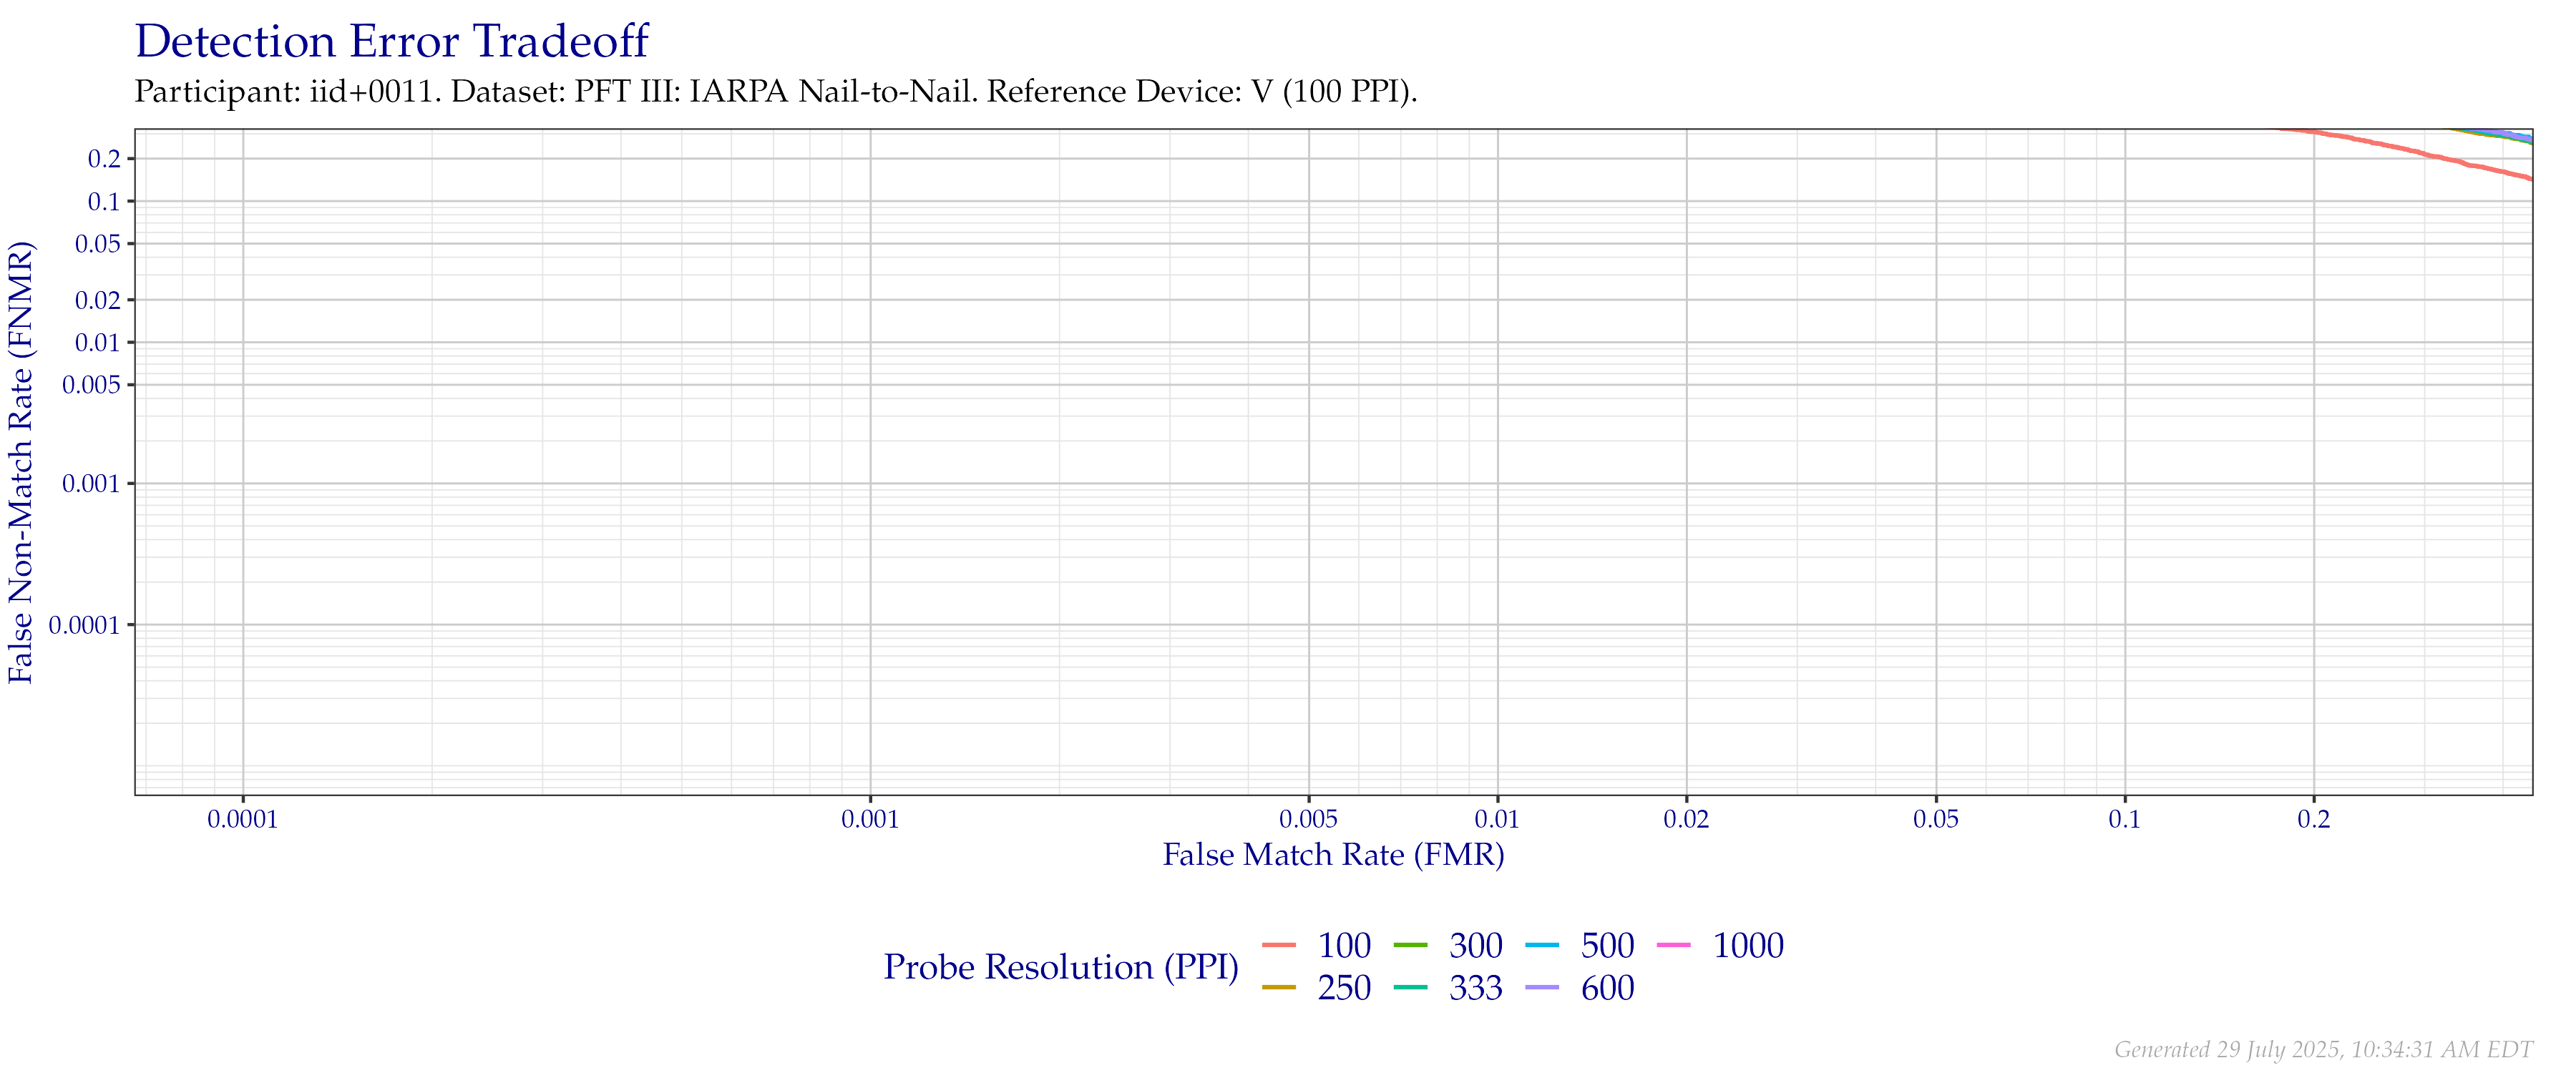 Detection Error Tradeoff
Participant: iid+0011. Dataset: PFT III: IARPA Nail-to-Nail. Reference Device: V (100 PPI).
False Non-Match Rate (FNMR)
0.2
0.1
0.05
0.02
0.01
0.005
0.001
0.0001
0.0001 0.001 0.005 0.01 0.02 0.05 0.1 0.2
False Match Rate (FMR)
Probe Resolution (PPI)
100 300 500 1000
250 333 600
Generated 29 July 2025, 10:34:31 AM EDT